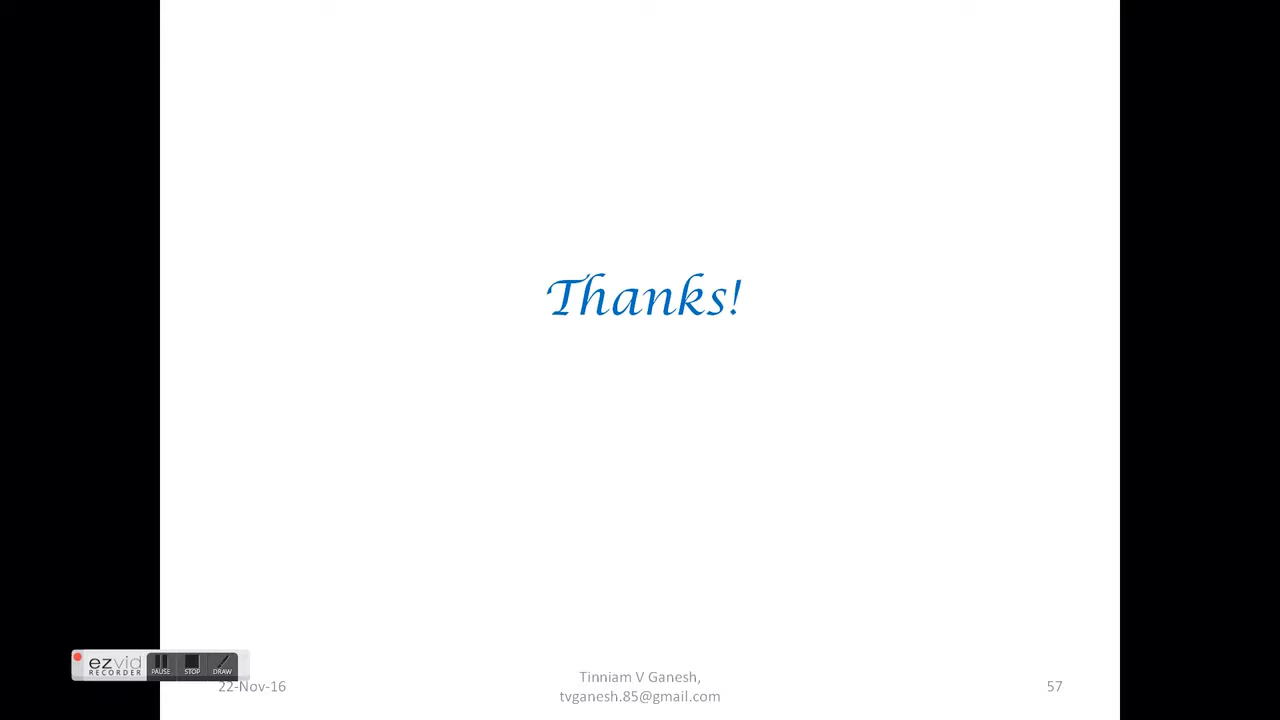 Thanks!
ezvid
RECORDER
PAUSE STOP DRAW
22-Nov-16
Tinniam V Ganesh,
tvganesh.85@gmail.com
57